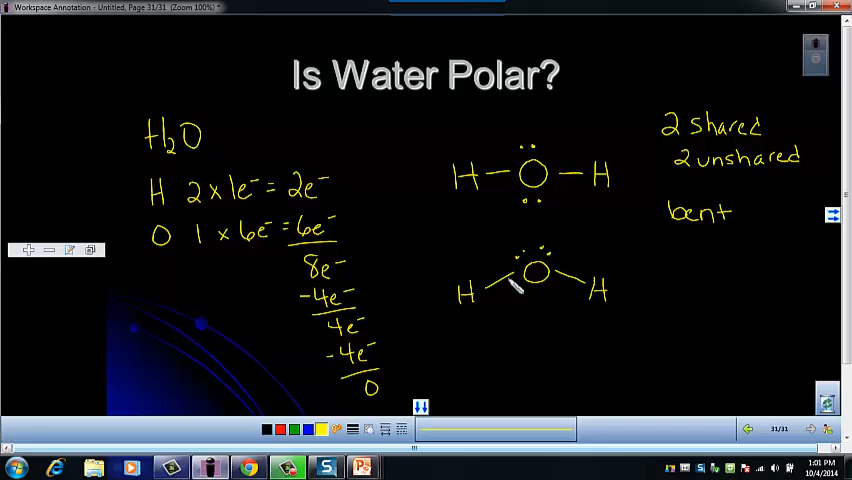 Workspace Annotation - Untitled, Page 31/31 (Zoom 100%) *
Is Water Polar?
H₂O
H 2 x 1e⁻ = 2e⁻
O 1 x 6e⁻ = 6e⁻
8e⁻
-4e⁻
4e⁻
-4e⁻
0
H – O – H
H O H
2 shared
2 unshared
bent
31/31
1:01 PM
10/4/2014